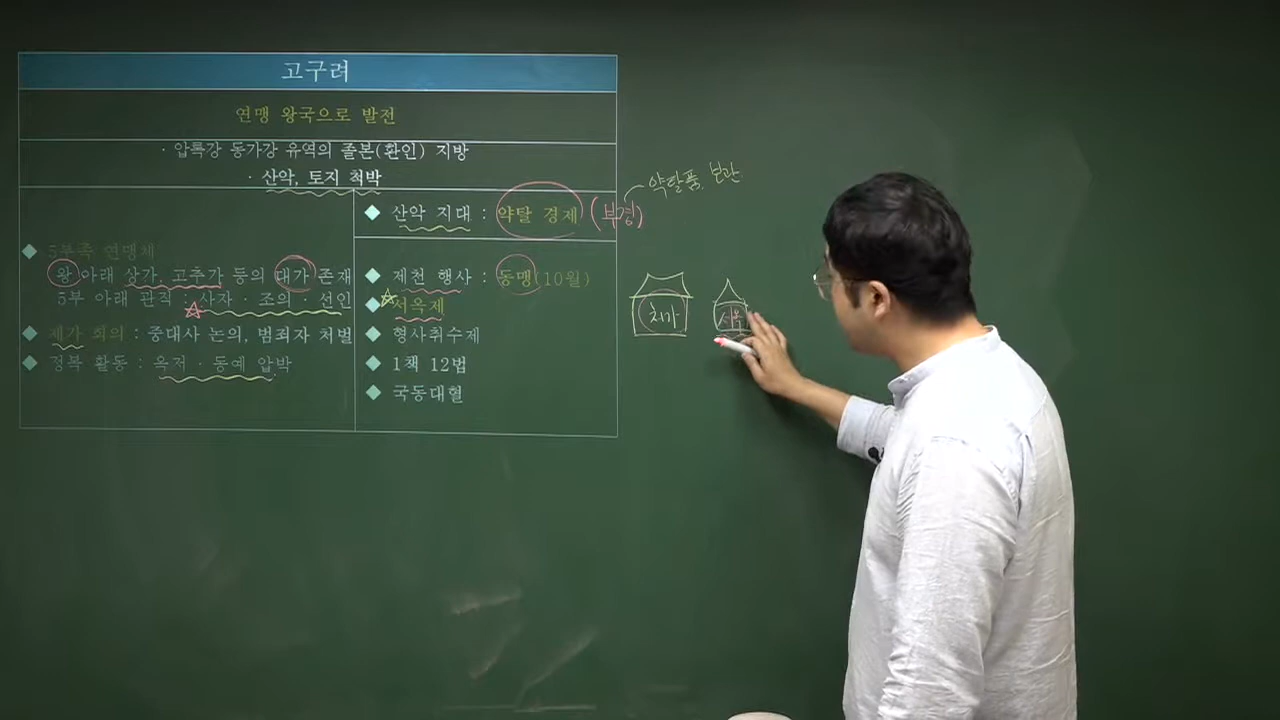 고구려
연맹 왕국으로 발전
· 압록강 동가강 유역의 졸본(환인) 지방
· 산악, 토지 척박
◆ 5부족 연맹체
왕 아래 상가, 고추가 등의 대가 존재
5부 아래 관직 : 사자 · 조의 · 선인
◆ 제가 회의 : 중대사 논의, 범죄자 처벌
◆ 정복 활동 : 옥저 · 동예 압박
◆ 산악 지대 : 약탈 경제 (부경)
약탈품, 보관
◆ 제천 행사 : 동맹(10월)
◆ 서옥제
◆ 형사취수제
◆ 1책 12법
◆ 국동대혈
처가
서옥